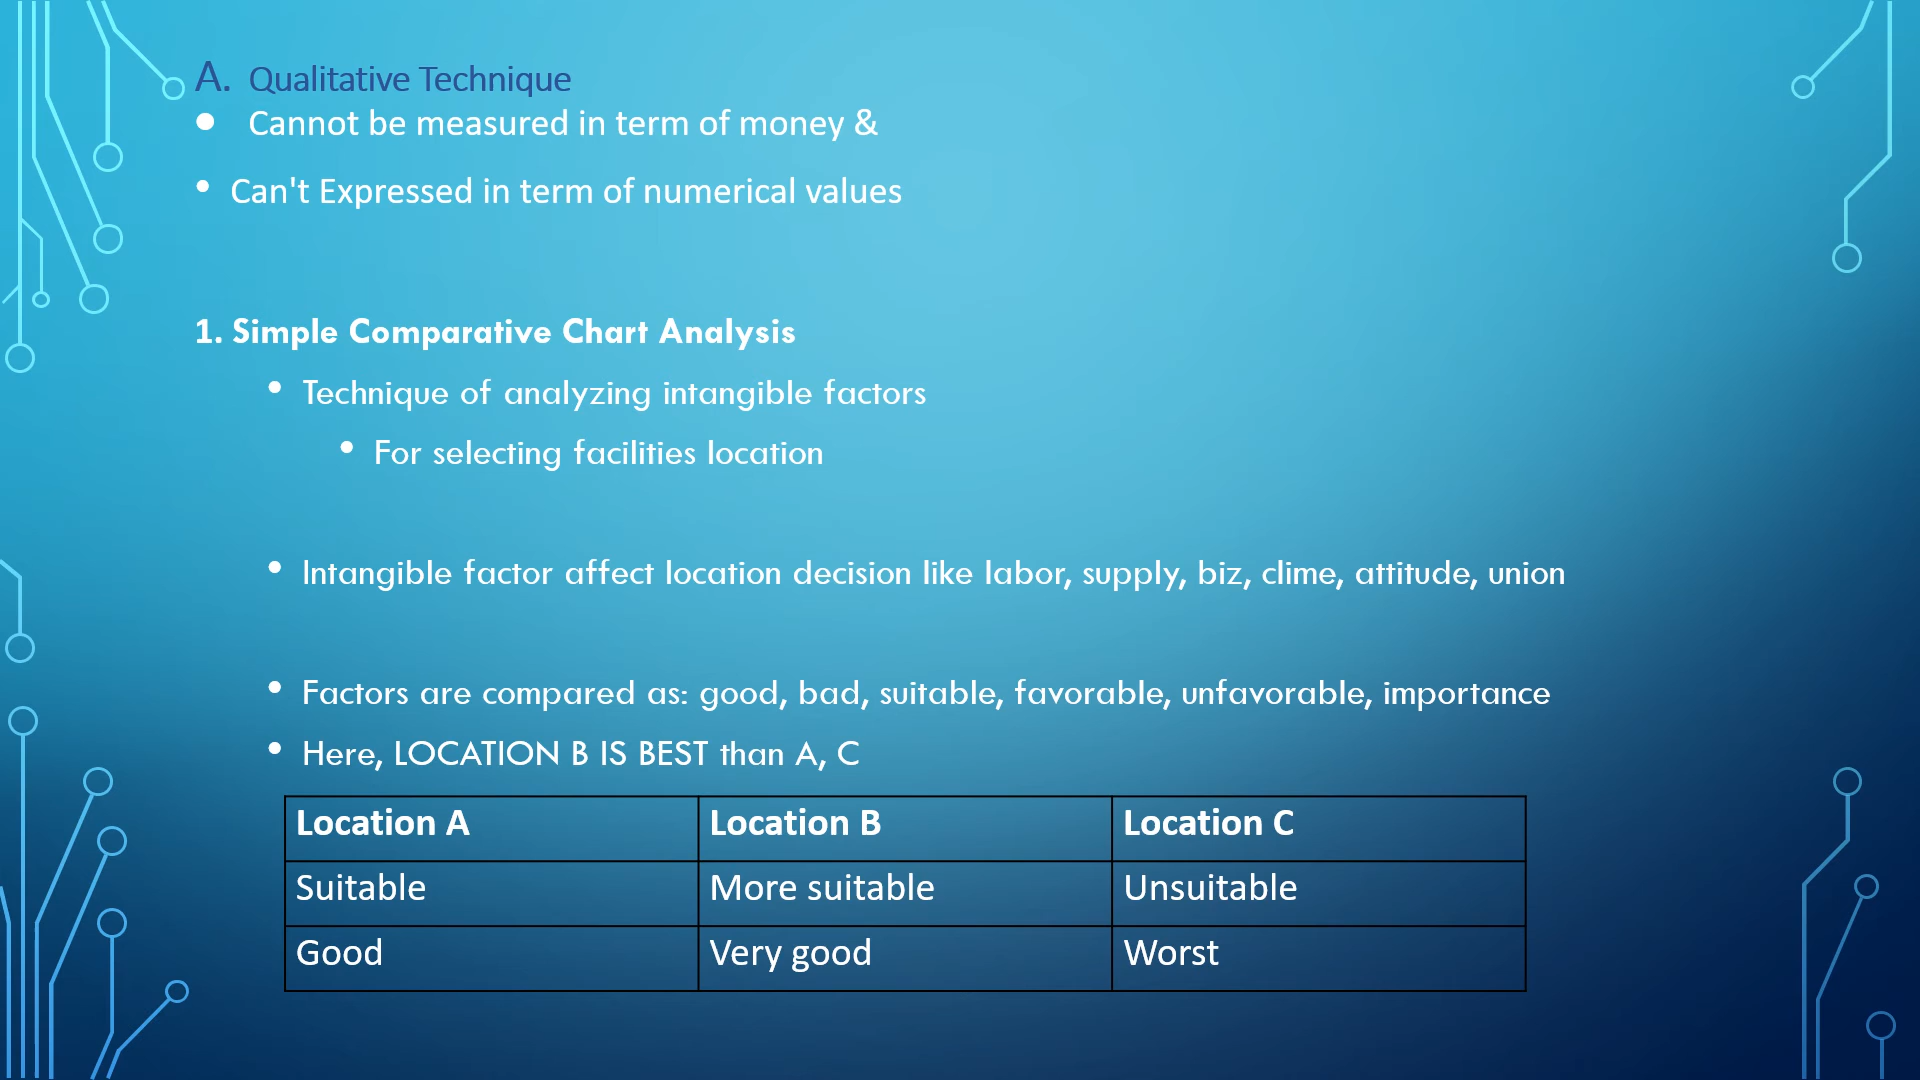 A. Qualitative Technique
● Cannot be measured in term of money &
• Can't Expressed in term of numerical values
1. Simple Comparative Chart Analysis
• Technique of analyzing intangible factors
• For selecting facilities location
• Intangible factor affect location decision like labor, supply, biz, clime, attitude, union
• Factors are compared as: good, bad, suitable, favorable, unfavorable, importance
• Here, LOCATION B IS BEST than A, C
Location A Location B Location C
Suitable More suitable Unsuitable
Good Very good Worst